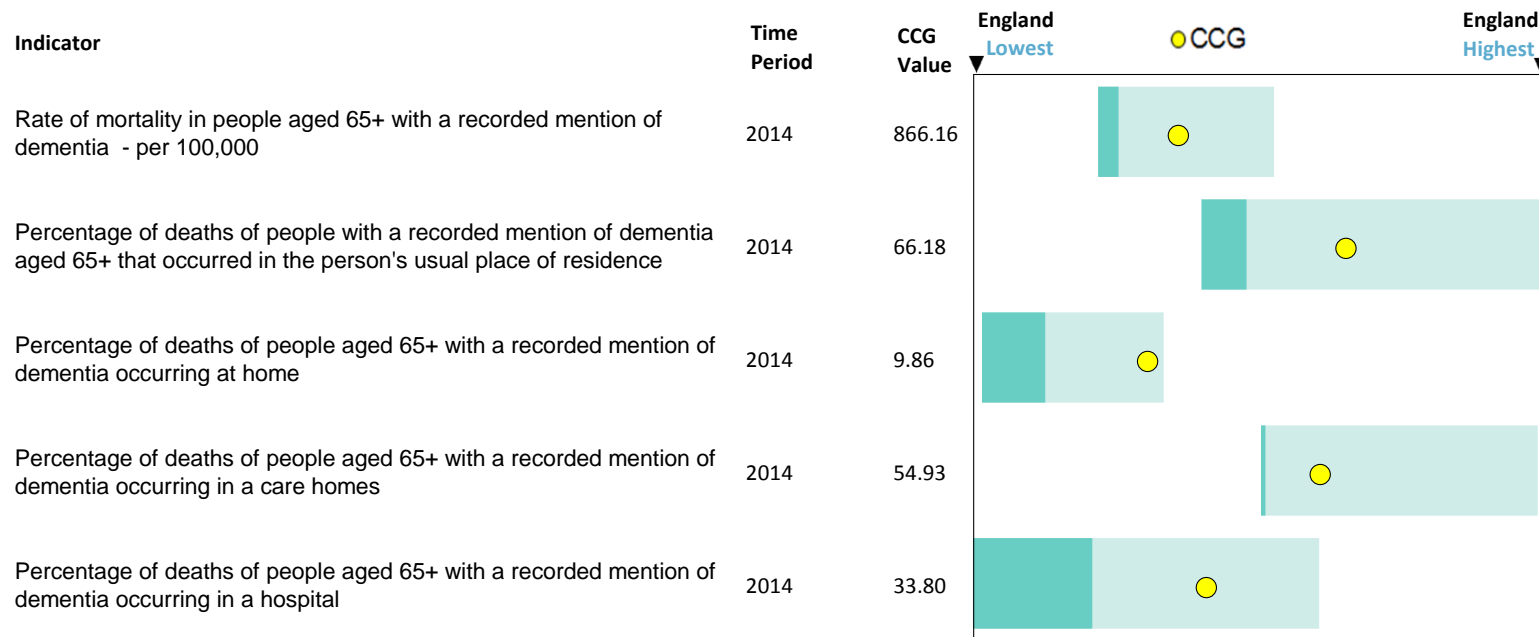 Indicator
Time Period
CCG Value
England Lowest
CCG
England Highest
Rate of mortality in people aged 65+ with a recorded mention of
dementia - per 100,000
2014
866.16
Percentage of deaths of people with a recorded mention of dementia
aged 65+ that occurred in the person's usual place of residence
2014
66.18
Percentage of deaths of people aged 65+ with a recorded mention of
dementia occurring at home
2014
9.86
Percentage of deaths of people aged 65+ with a recorded mention of
dementia occurring in a care homes
2014
54.93
Percentage of deaths of people aged 65+ with a recorded mention of
dementia occurring in a hospital
2014
33.80